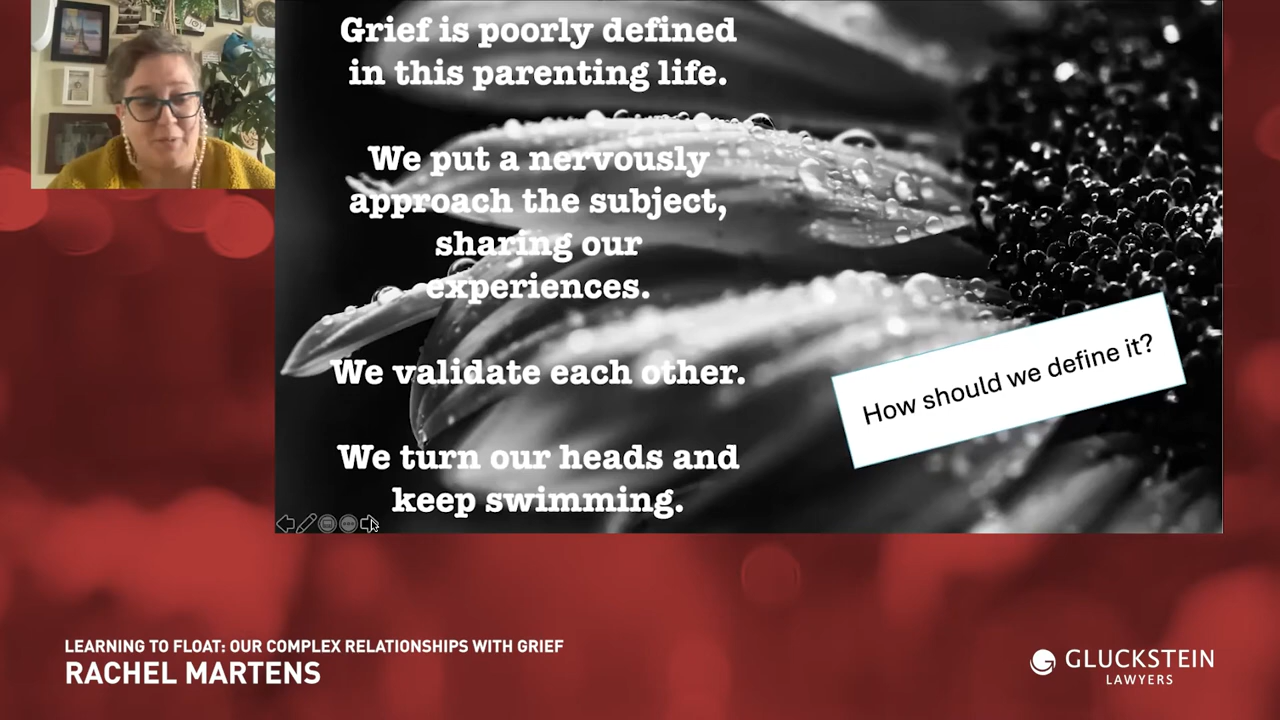 Grief is poorly defined
in this parenting life.
We put a nervously
approach the subject,
sharing our
experiences.
We validate each other.
We turn our heads and
keep swimming.
How should we define it?
LEARNING TO FLOAT: OUR COMPLEX RELATIONSHIPS WITH GRIEF
RACHEL MARTENS
GLUCKSTEIN
LAWYERS